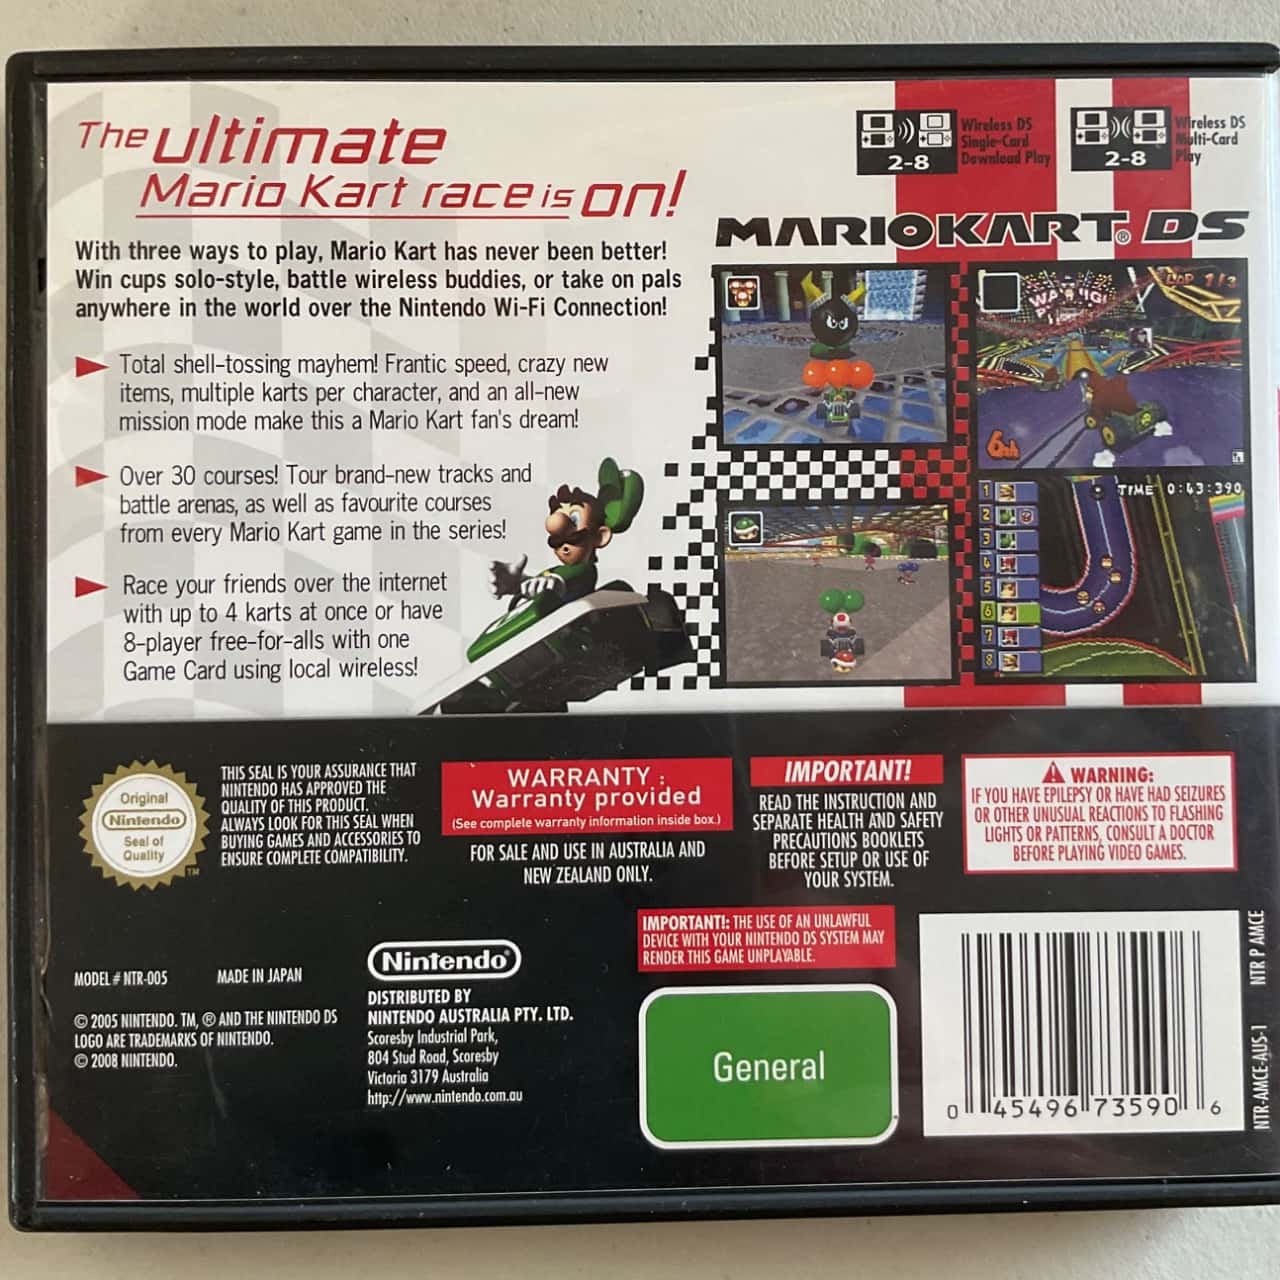 The ultimate
Mario Kart race is on!
With three ways to play, Mario Kart has never been better!
Win cups solo-style, battle wireless buddies, or take on pals
anywhere in the world over the Nintendo Wi-Fi Connection!
Total shell-tossing mayhem! Frantic speed, crazy new
items, multiple karts per character, and an all-new
mission mode make this a Mario Kart fan's dream!
Over 30 courses! Tour brand-new tracks and
battle arenas, as well as favourite courses
from every Mario Kart game in the series!
Race your friends over the internet
with up to 4 karts at once or have
8-player free-for-alls with one
Game Card using local wireless!
2-8
Wireless DS
Single-Card
Download Play
2-8
Wireless DS
Multi-Card
Play
MARIOKART® DS
LAP 1/3
6th
TIME 0:43:390
1
2
3
4
5
6
7
8
Original
Nintendo
Seal of
Quality
TM
THIS SEAL IS YOUR ASSURANCE THAT
NINTENDO HAS APPROVED THE
QUALITY OF THIS PRODUCT.
ALWAYS LOOK FOR THIS SEAL WHEN
BUYING GAMES AND ACCESSORIES TO
ENSURE COMPLETE COMPATIBILITY.
WARRANTY :
Warranty provided
(See complete warranty information inside box.)
FOR SALE AND USE IN AUSTRALIA AND
NEW ZEALAND ONLY.
IMPORTANT!
READ THE INSTRUCTION AND
SEPARATE HEALTH AND SAFETY
PRECAUTIONS BOOKLETS
BEFORE SETUP OR USE OF
YOUR SYSTEM.
WARNING:
IF YOU HAVE EPILEPSY OR HAVE HAD SEIZURES
OR OTHER UNUSUAL REACTIONS TO FLASHING
LIGHTS OR PATTERNS, CONSULT A DOCTOR
BEFORE PLAYING VIDEO GAMES.
MODEL # NTR-005 MADE IN JAPAN
© 2005 NINTENDO. TM, ® AND THE NINTENDO DS
LOGO ARE TRADEMARKS OF NINTENDO.
© 2008 NINTENDO.
Nintendo®
DISTRIBUTED BY
NINTENDO AUSTRALIA PTY. LTD.
Scoresby Industrial Park,
804 Stud Road, Scoresby
Victoria 3179 Australia
http://www.nintendo.com.au
IMPORTANT!: THE USE OF AN UNLAWFUL
DEVICE WITH YOUR NINTENDO DS SYSTEM MAY
RENDER THIS GAME UNPLAYABLE.
General
0 45496 73590 6
NTR-AMCE-AUS-1 NTR P AMCE